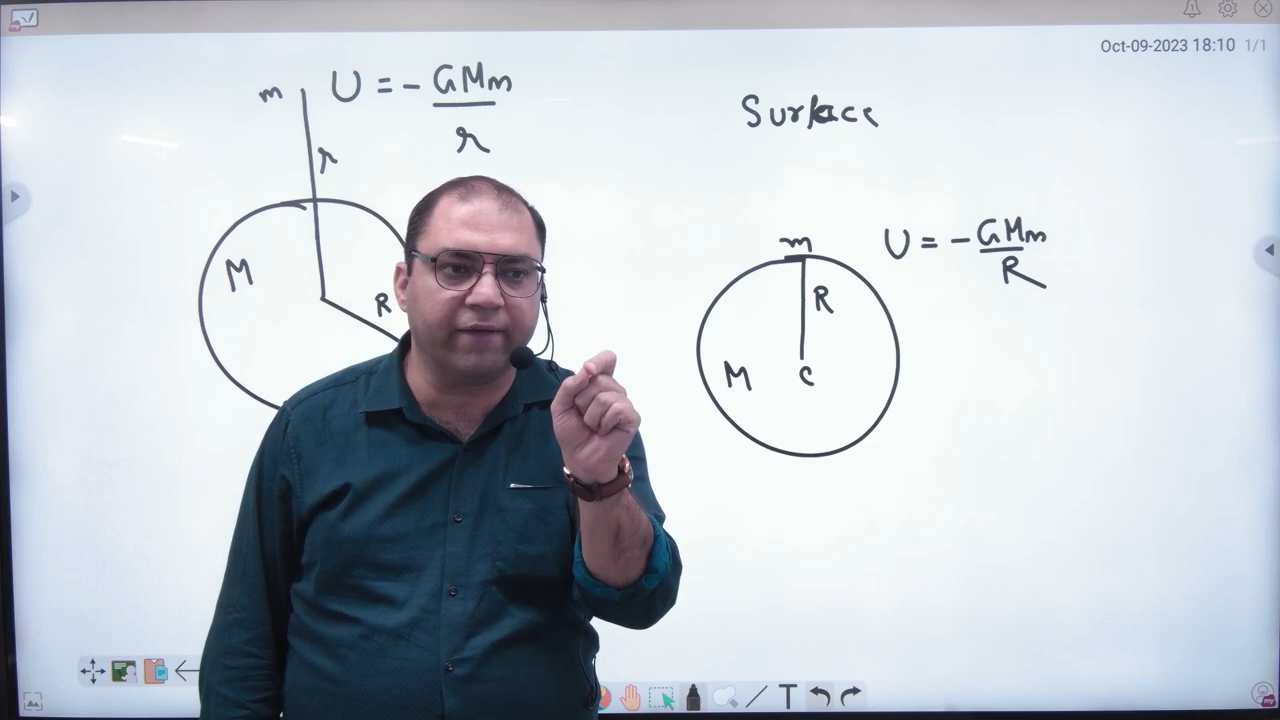 Oct-09-2023 18:10 1/1
m U = - GMm
r
r
M
R
Surface
m U = - GMm
R
R
M C
T